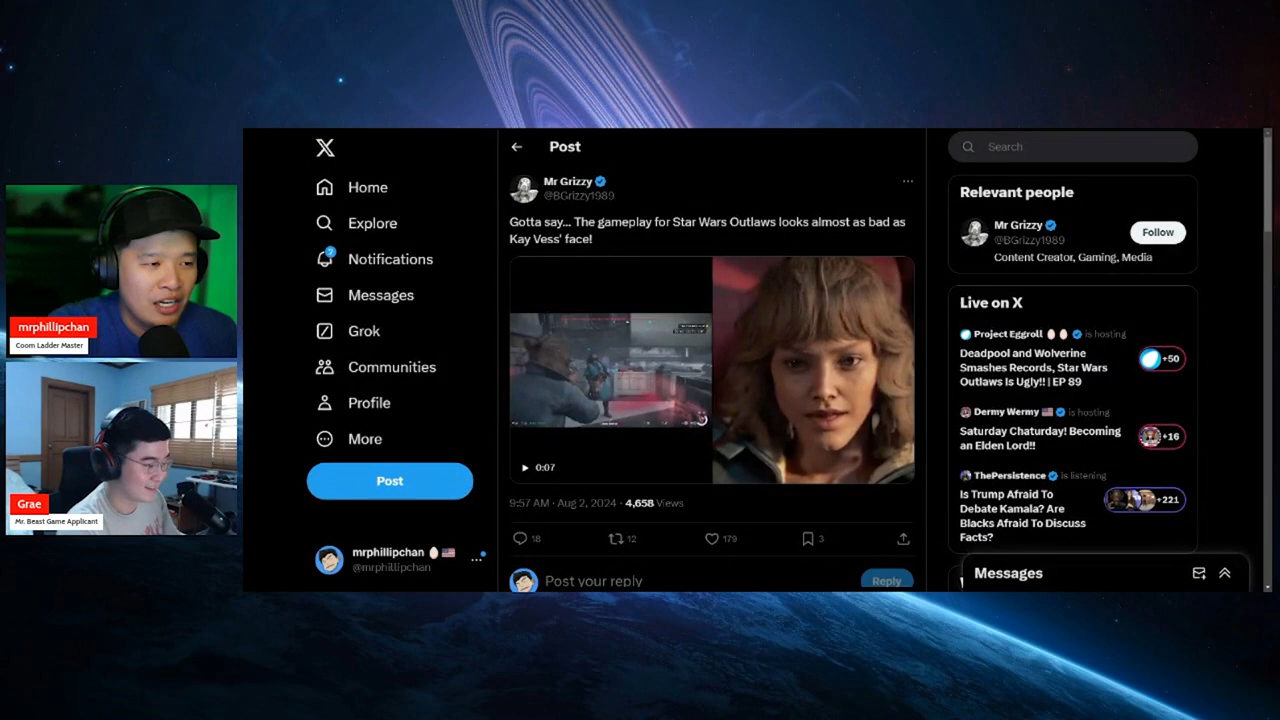 mrphillipchan
Coom Ladder Master
Grae
Mr. Beast Game Applicant
X
Home
Explore
2
Notifications
Messages
Grok
Communities
Profile
More
Post
mrphillipchan
@mrphillipchan
Post
Mr Grizzy
@BGrizzy1989
Gotta say... The gameplay for Star Wars Outlaws looks almost as bad as
Kay Vess' face!
0:07
9:57 AM · Aug 2, 2024 · 4,658 Views
18
12
179
3
Post your reply
Reply
Search
Relevant people
Mr Grizzy
@BGrizzy1989
Follow
Content Creator, Gaming, Media
Live on X
Project Eggroll is hosting
Deadpool and Wolverine
Smashes Records, Star Wars
Outlaws Is Ugly!! | EP 89
+50
Dermy Wermy is hosting
Saturday Chaturday! Becoming
an Elden Lord!!
+16
ThePersistence is listening
Is Trump Afraid To
Debate Kamala? Are
Blacks Afraid To Discuss
Facts?
+221
Messages